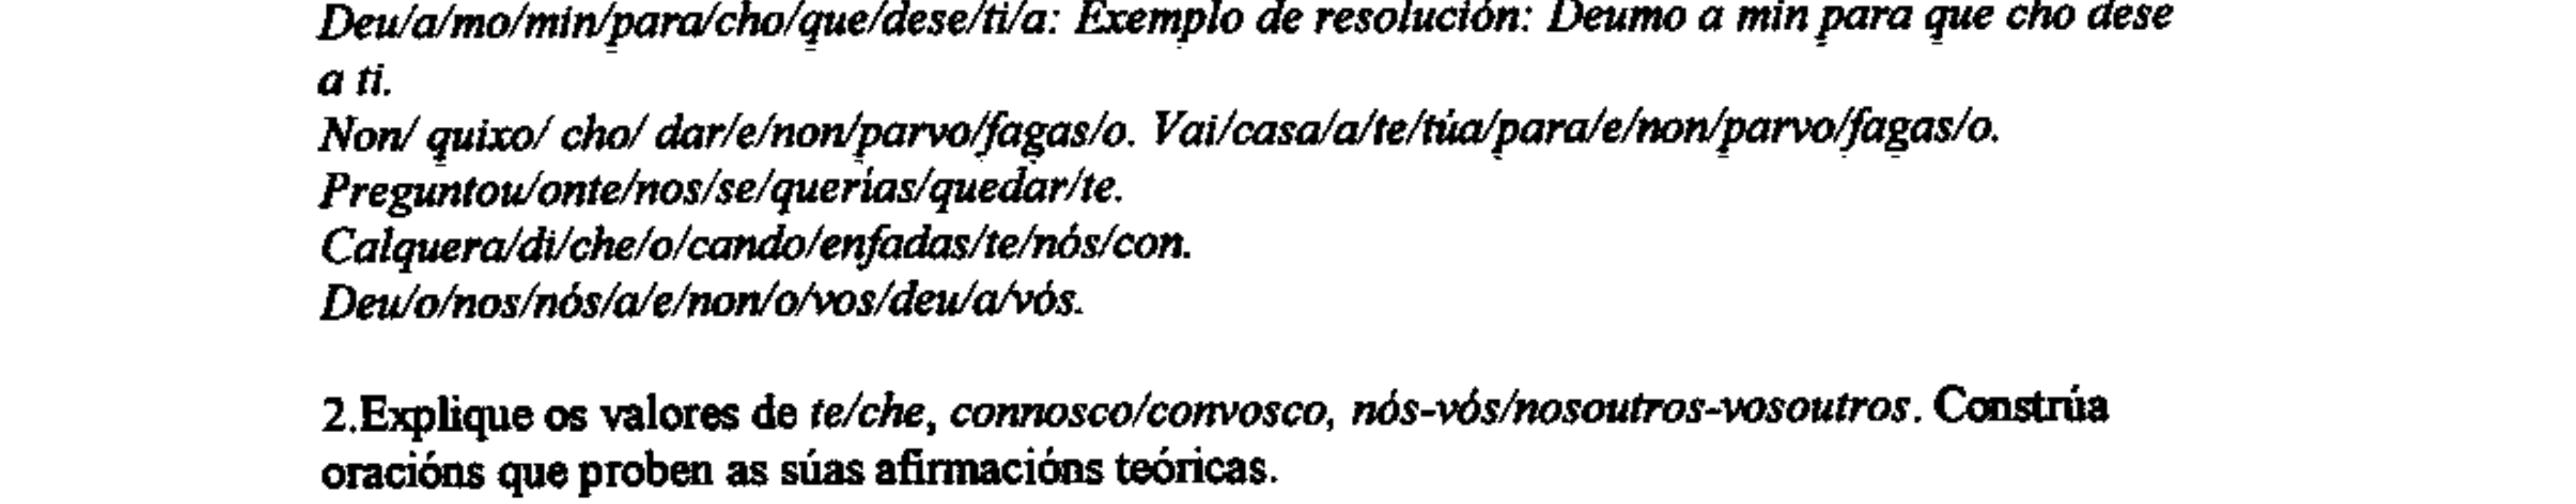 Deu/a/mo/min/para/cho/que/dese/ti/a: Exemplo de resolución: Deumo a min para que cho dese
a ti.
Non/ quixo/ cho/ dar/e/non/parvo/fagas/o. Vai/casa/a/te/túa/para/e/non/parvo/fagas/o.
Preguntou/onte/nos/se/querías/quedar/te.
Calquera/di/che/o/cando/enfadas/te/nós/con.
Deu/o/nos/nós/a/e/non/o/vos/deu/a/vós.
2.Explique os valores de te/che, connosco/convosco, nós-vós/nosoutros-vosoutros. Constrúa
oracións que proben as súas afirmacións teóricas.